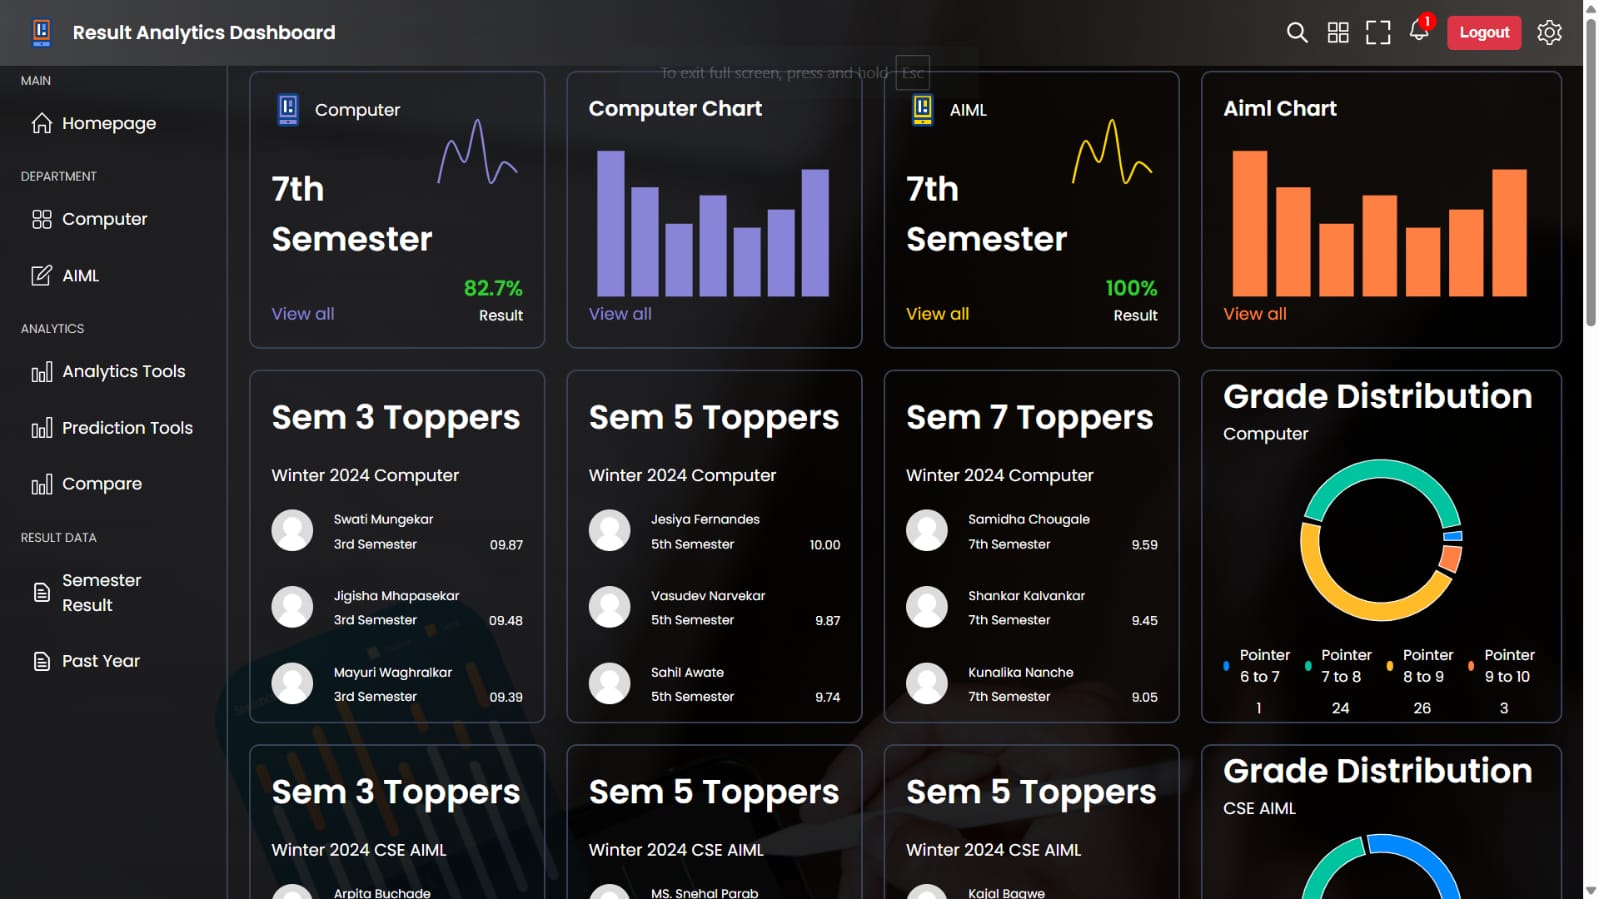 Result Analytics Dashboard
1
Logout
To exit full screen, press and hold Esc
MAIN
Homepage
DEPARTMENT
Computer
AIML
ANALYTICS
Analytics Tools
Prediction Tools
Compare
RESULT DATA
Semester
Result
Past Year
Computer
7th
Semester
82.7%
View all
Result
Computer Chart
View all
AIML
7th
Semester
100%
View all
Result
Aiml Chart
View all
Sem 3 Toppers
Winter 2024 Computer
Swati Mungekar
3rd Semester 09.87
Jigisha Mhapasekar
3rd Semester 09.48
Mayuri Waghralkar
3rd Semester 09.39
Sem 5 Toppers
Winter 2024 Computer
Jesiya Fernandes
5th Semester 10.00
Vasudev Narvekar
5th Semester 9.87
Sahil Awate
5th Semester 9.74
Sem 7 Toppers
Winter 2024 Computer
Samidha Chougale
7th Semester 9.59
Shankar Kalvankar
7th Semester 9.45
Kunalika Nanche
7th Semester 9.05
Grade Distribution
Computer
Pointer Pointer Pointer Pointer
6 to 7 7 to 8 8 to 9 9 to 10
1 24 26 3
Sem 3 Toppers
Winter 2024 CSE AIML
Arpita Buchade
Sem 5 Toppers
Winter 2024 CSE AIML
MS. Snehal Parab
Sem 5 Toppers
Winter 2024 CSE AIML
Kajal Bagwe
Grade Distribution
CSE AIML